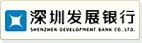 深圳发展银行
SHENZHEN DEVELOPMENT BANK CO.,LTD.